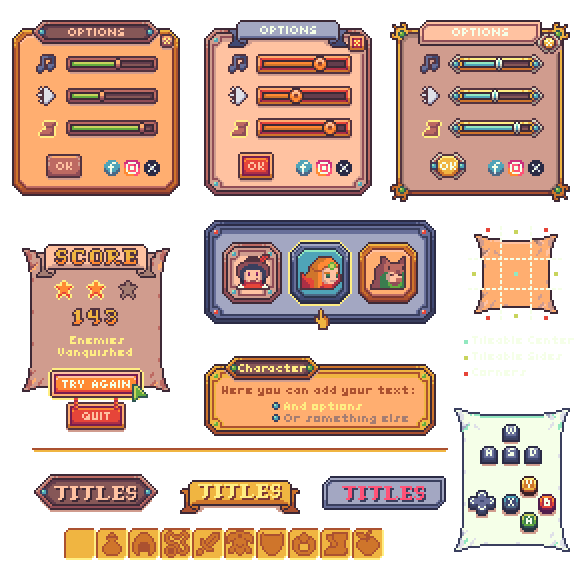 OPTIONS
OPTIONS
OPTIONS
OK
OK
OK
SCORE
143
Enemies
Vanquished
TRY AGAIN
QUIT
Tileable Center
Tileable Sides
Corners
Character
Here you can add your text:
And options
Or something else
W
A S D
Y
X B
A
TITLES
TITLES
TITLES